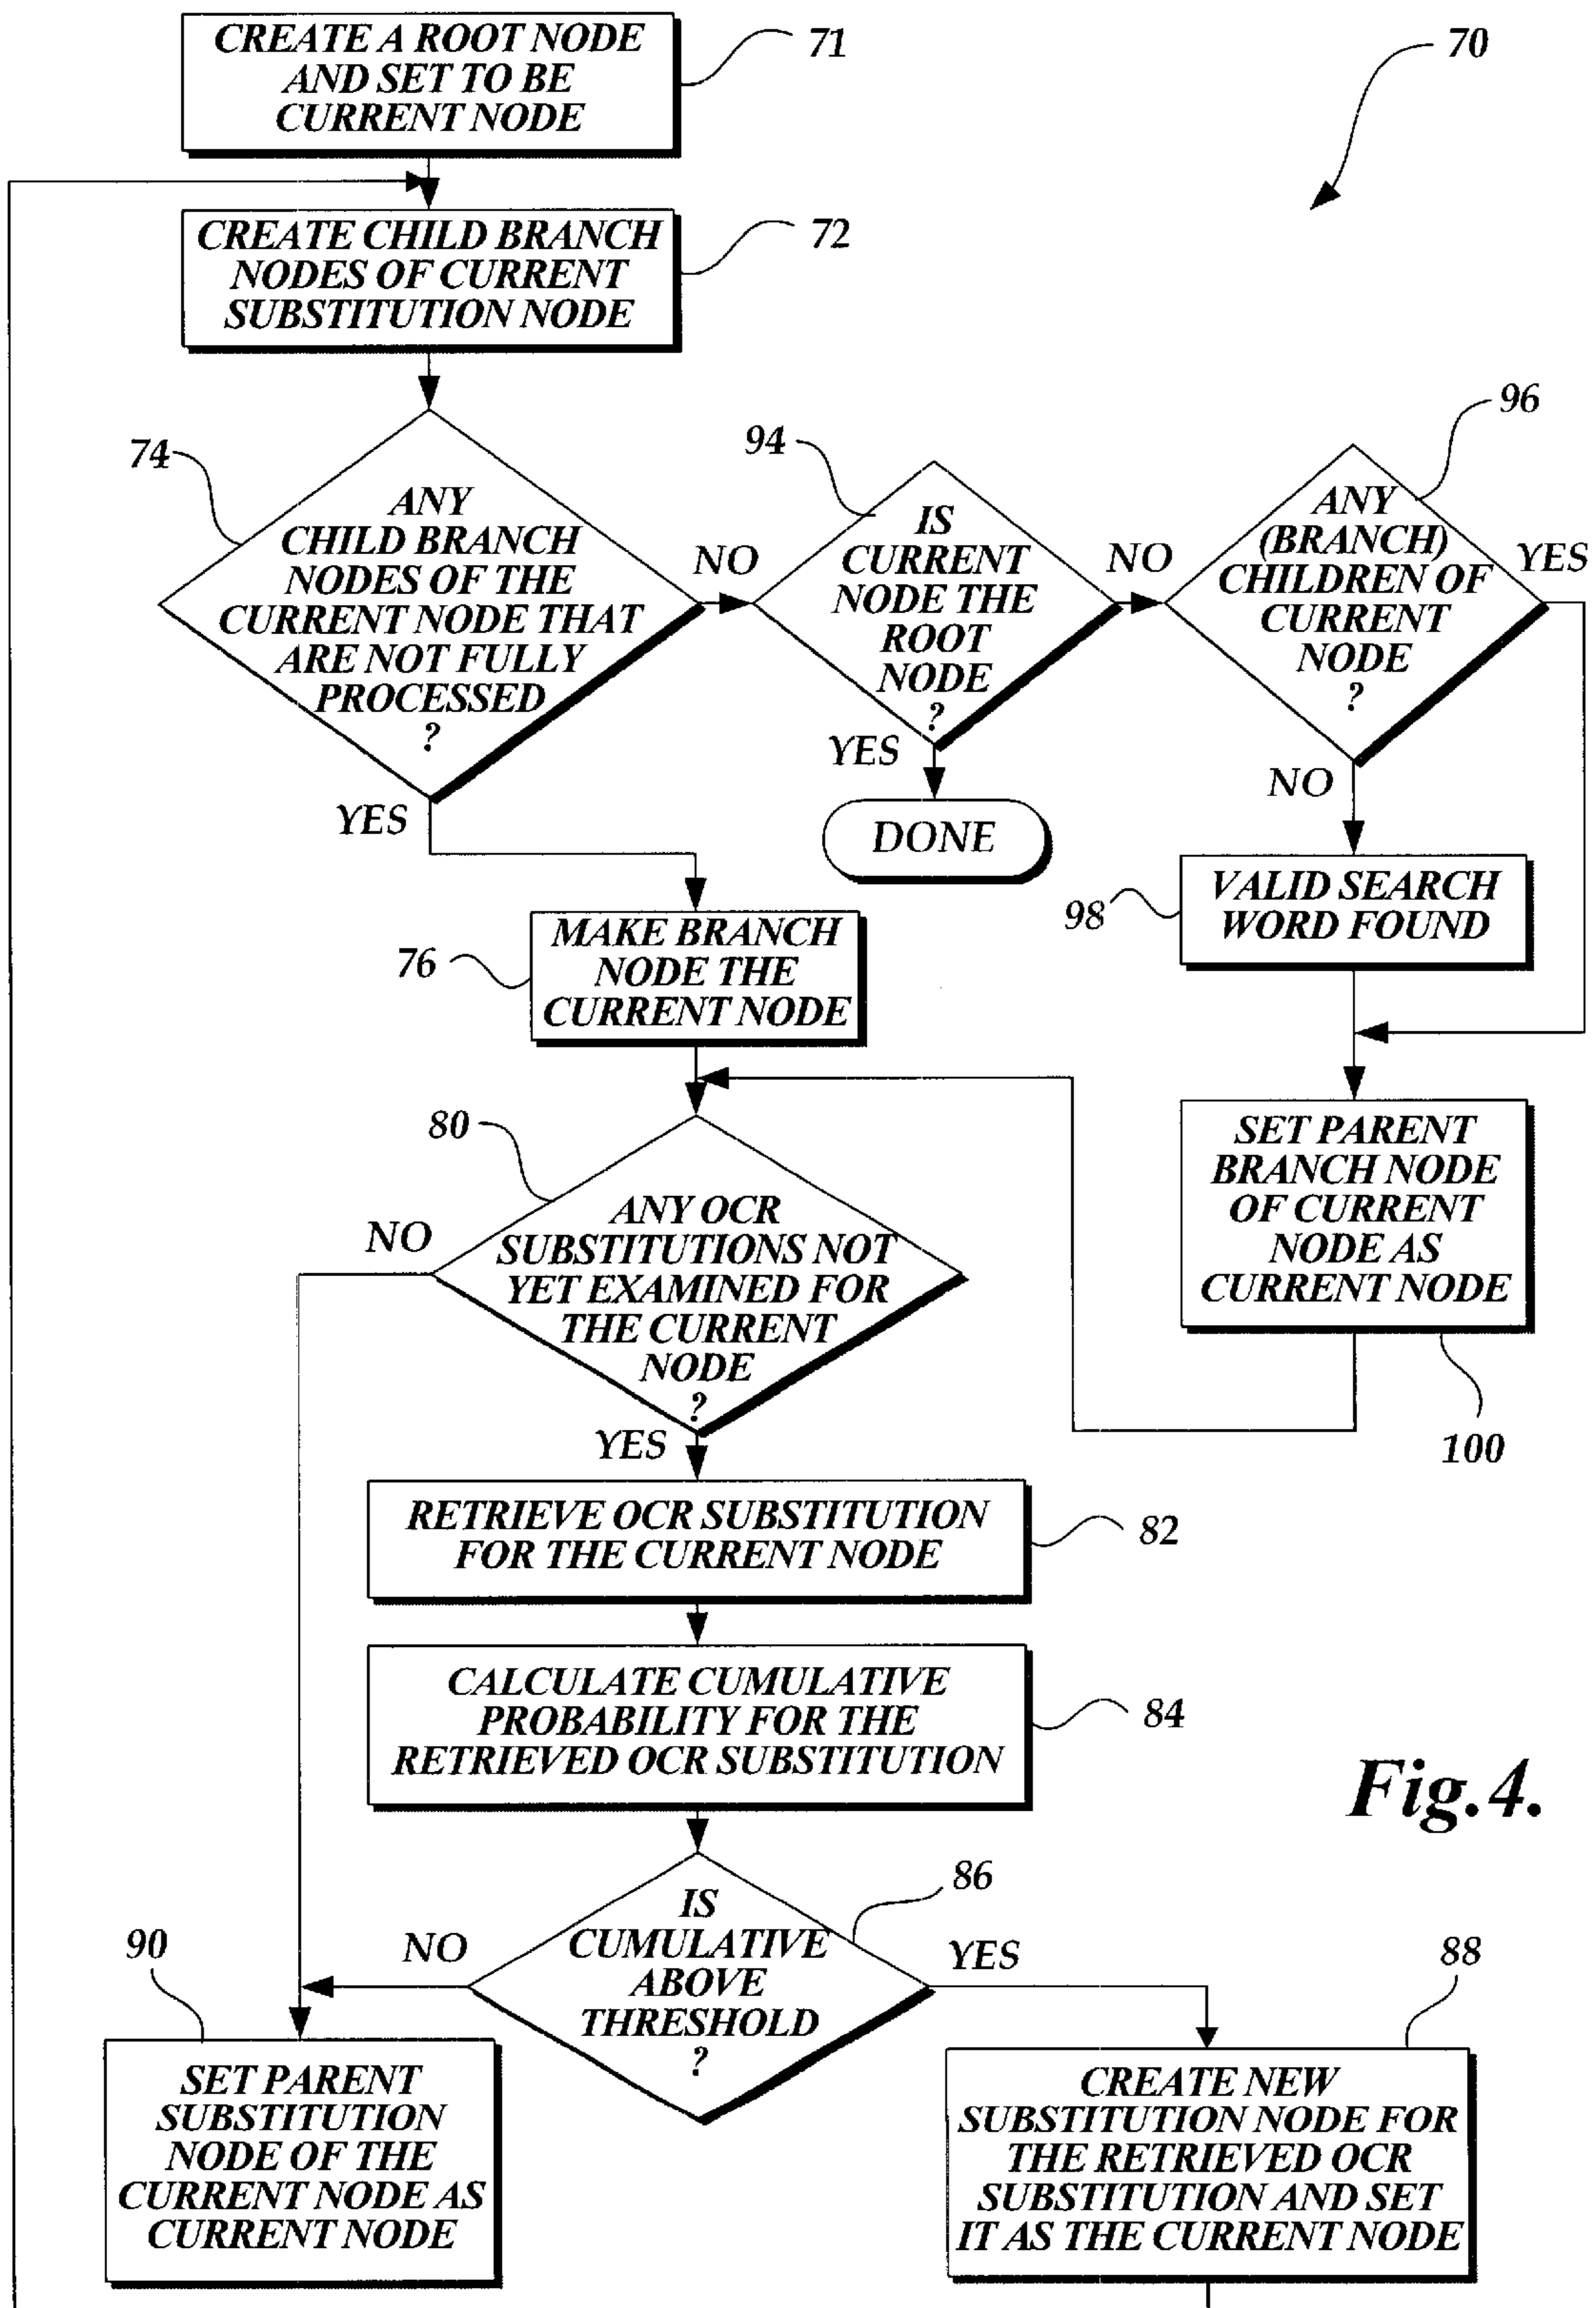 CREATE A ROOT NODE
AND SET TO BE
CURRENT NODE
71
70
CREATE CHILD BRANCH
NODES OF CURRENT
SUBSTITUTION NODE
72
74
ANY
CHILD BRANCH
NODES OF THE
CURRENT NODE THAT
ARE NOT FULLY
PROCESSED
?
NO
YES
94
IS
CURRENT
NODE THE
ROOT
NODE
?
NO
YES
DONE
96
ANY
(BRANCH)
CHILDREN OF
CURRENT
NODE
?
YES
NO
98
VALID SEARCH
WORD FOUND
76
MAKE BRANCH
NODE THE
CURRENT NODE
SET PARENT
BRANCH NODE
OF CURRENT
NODE AS
CURRENT NODE
100
80
ANY OCR
SUBSTITUTIONS NOT
YET EXAMINED FOR
THE CURRENT
NODE
?
NO
YES
RETRIEVE OCR SUBSTITUTION
FOR THE CURRENT NODE
82
CALCULATE CUMULATIVE
PROBABILITY FOR THE
RETRIEVED OCR SUBSTITUTION
84
Fig.4.
86
IS
CUMULATIVE
ABOVE
THRESHOLD
?
NO
YES
90
SET PARENT
SUBSTITUTION
NODE OF THE
CURRENT NODE AS
CURRENT NODE
88
CREATE NEW
SUBSTITUTION NODE FOR
THE RETRIEVED OCR
SUBSTITUTION AND SET
IT AS THE CURRENT NODE